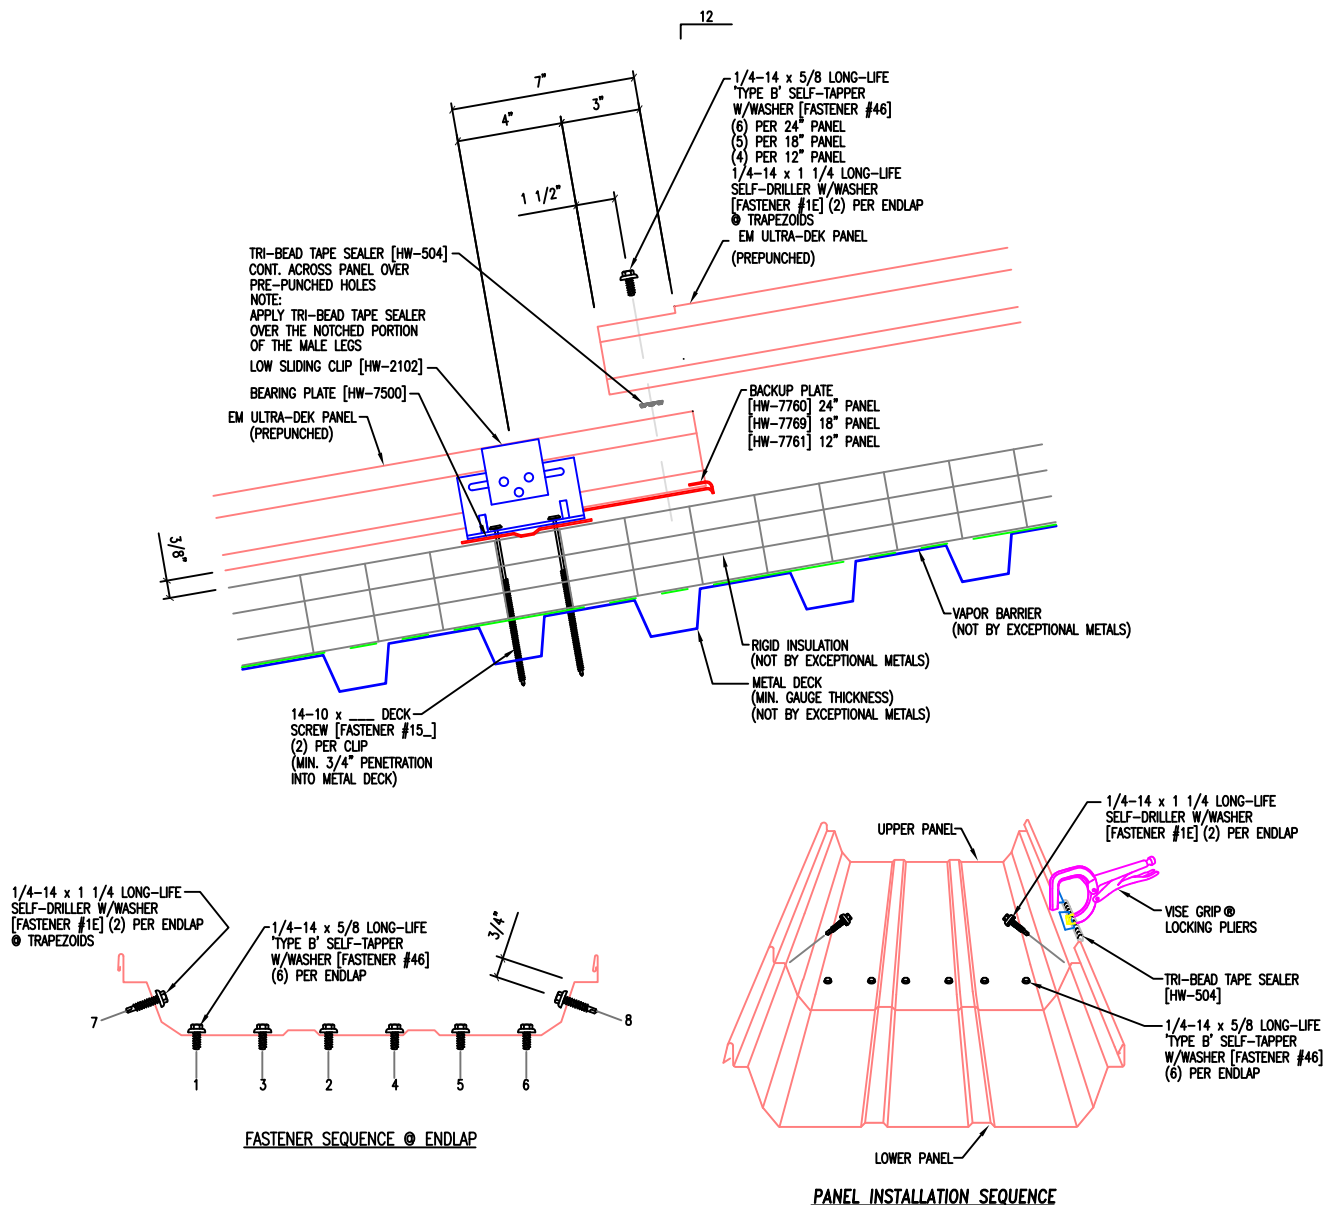 12
7"
4"
3"
1 1/2"
1/4-14 x 5/8 LONG-LIFE
'TYPE B' SELF-TAPPER
W/WASHER [FASTENER #46]
(6) PER 24" PANEL
(5) PER 18" PANEL
(4) PER 12" PANEL
1/4-14 x 1 1/4 LONG-LIFE
SELF-DRILLER W/WASHER
[FASTENER #1E] (2) PER ENDLAP
@ TRAPEZOIDS
EM ULTRA-DEK PANEL
(PREPUNCHED)
TRI-BEAD TAPE SEALER [HW-504]
CONT. ACROSS PANEL OVER
PRE-PUNCHED HOLES
NOTE:
APPLY TRI-BEAD TAPE SEALER
OVER THE NOTCHED PORTION
OF THE MALE LEGS
LOW SLIDING CLIP [HW-2102]
BEARING PLATE [HW-7500]
EM ULTRA-DEK PANEL
(PREPUNCHED)
BACKUP PLATE
[HW-7760] 24" PANEL
[HW-7769] 18" PANEL
[HW-7761] 12" PANEL
3/8"
VAPOR BARRIER
(NOT BY EXCEPTIONAL METALS)
RIGID INSULATION
(NOT BY EXCEPTIONAL METALS)
METAL DECK
(MIN. GAUGE THICKNESS)
(NOT BY EXCEPTIONAL METALS)
14-10 x ___ DECK
SCREW [FASTENER #15_]
(2) PER CLIP
(MIN. 3/4" PENETRATION
INTO METAL DECK)
1/4-14 x 1 1/4 LONG-LIFE
SELF-DRILLER W/WASHER
[FASTENER #1E] (2) PER ENDLAP
@ TRAPEZOIDS
1/4-14 x 5/8 LONG-LIFE
'TYPE B' SELF-TAPPER
W/WASHER [FASTENER #46]
(6) PER ENDLAP
3/4"
7
8
1
3
2
4
5
6
FASTENER SEQUENCE @ ENDLAP
UPPER PANEL
1/4-14 x 1 1/4 LONG-LIFE
SELF-DRILLER W/WASHER
[FASTENER #1E] (2) PER ENDLAP
VISE GRIP®
LOCKING PLIERS
TRI-BEAD TAPE SEALER
[HW-504]
1/4-14 x 5/8 LONG-LIFE
'TYPE B' SELF-TAPPER
W/WASHER [FASTENER #46]
(6) PER ENDLAP
LOWER PANEL
PANEL INSTALLATION SEQUENCE